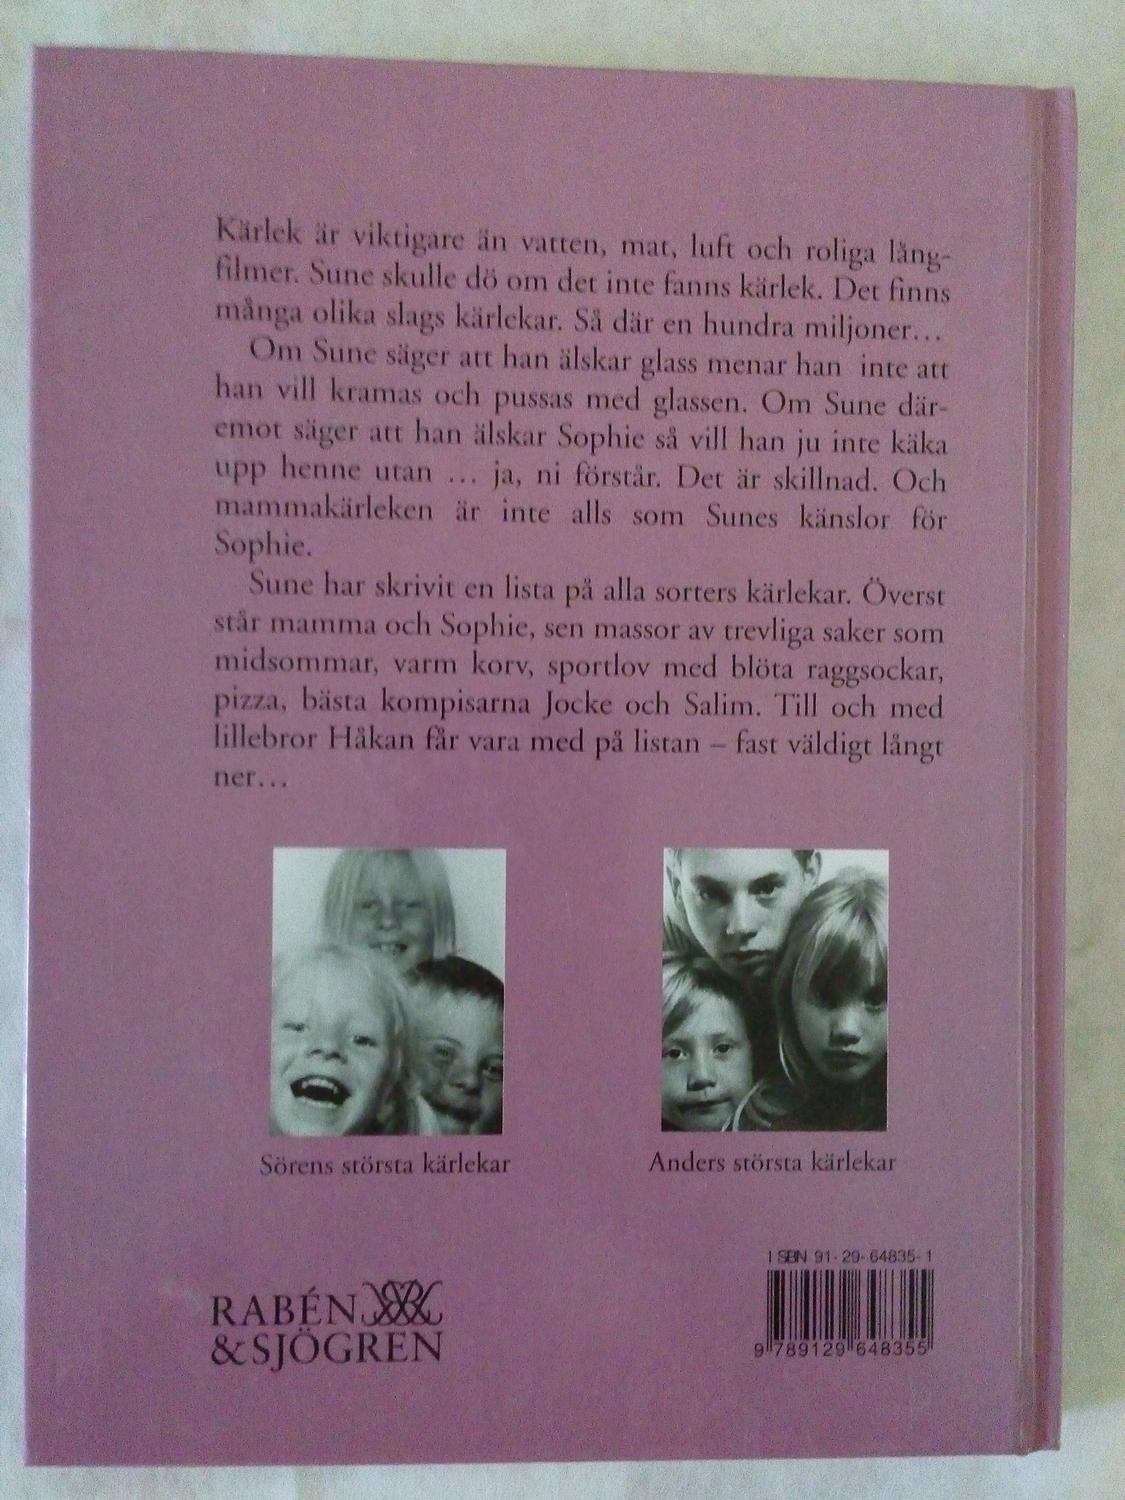 Kärlek är viktigare än vatten, mat, luft och roliga lång-
filmer. Sune skulle dö om det inte fanns kärlek. Det finns
många olika slags kärlekar. Så där en hundra miljoner…
Om Sune säger att han älskar glass menar han inte att
han vill kramas och pussas med glassen. Om Sune där-
emot säger att han älskar Sophie så vill han ju inte käka
upp henne utan … ja, ni förstår. Det är skillnad. Och
mammakärleken är inte alls som Sunes känslor för
Sophie.
Sune har skrivit en lista på alla sorters kärlekar. Överst
står mamma och Sophie, sen massor av trevliga saker som
midsommar, varm korv, sportlov med blöta raggsockar,
pizza, bästa kompisarna Jocke och Salim. Till och med
lillebror Håkan får vara med på listan – fast väldigt långt
ner…
Sörens största kärlekar
Anders största kärlekar
RABÉN
&SJÖGREN
ISBN 91-29-64835-1
9 789129 648355